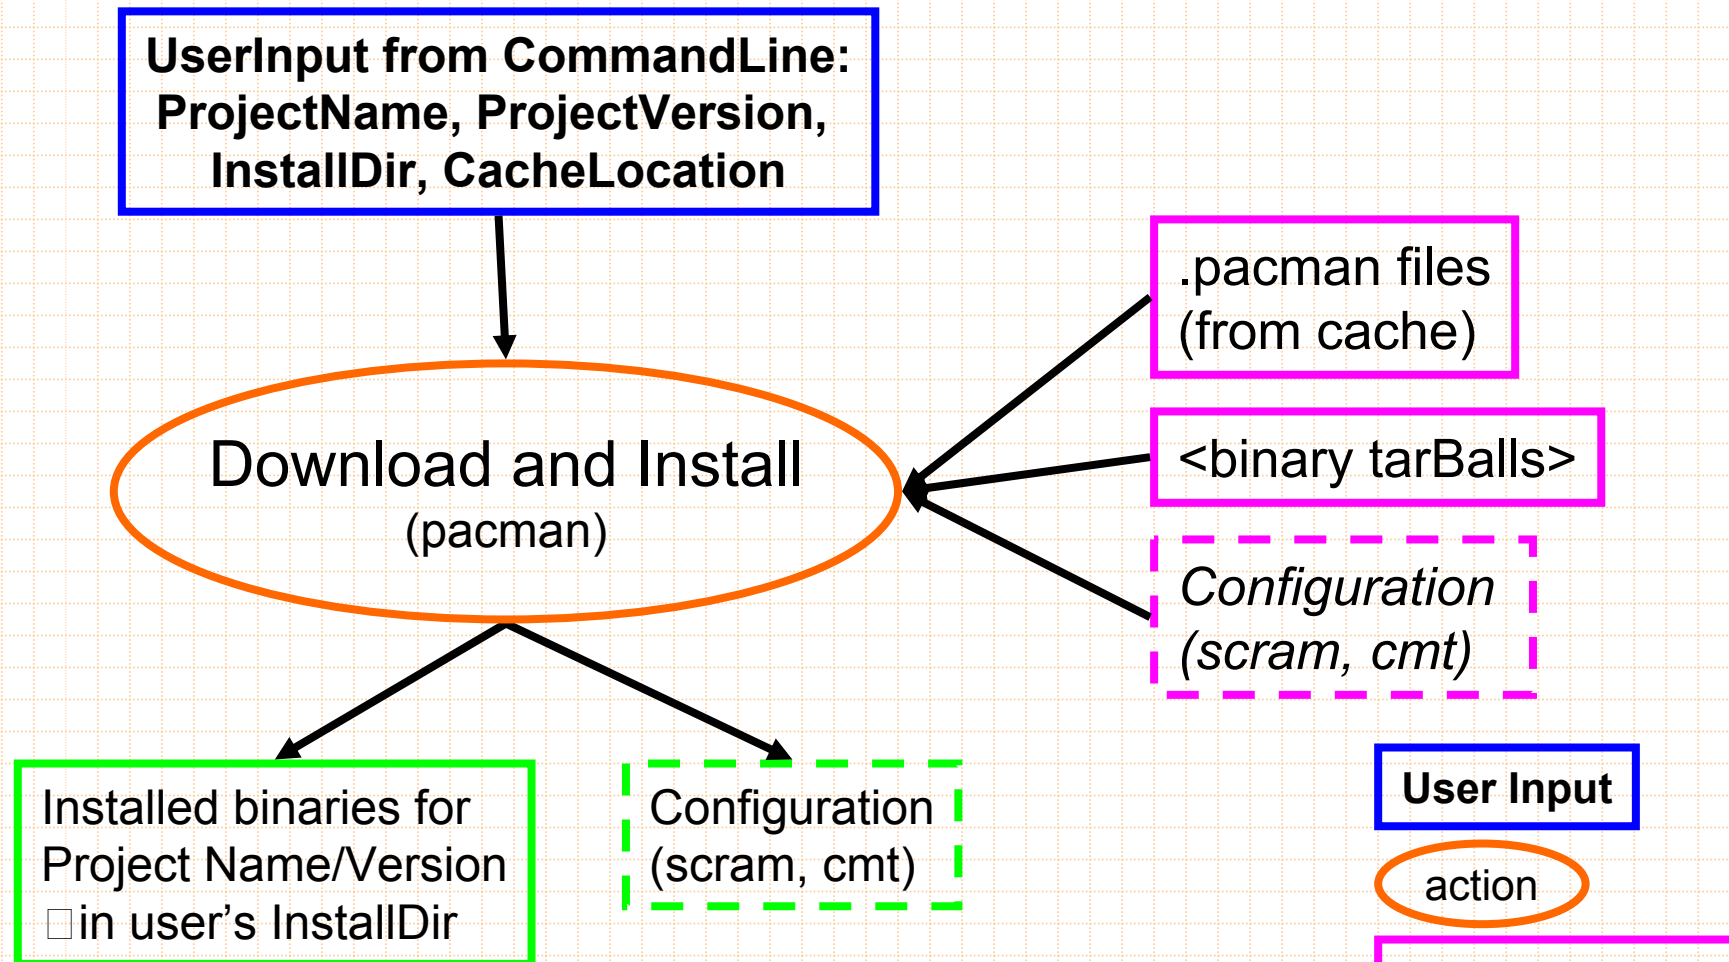 UserInput from CommandLine:
ProjectName, ProjectVersion,
InstallDir, CacheLocation
.pacman files
(from cache)
Download and Install
(pacman)
<binary tarBalls>
Configuration
(scram, cmt)
Installed binaries for
Project Name/Version
□in user’s InstallDir
Configuration
(scram, cmt)
User Input
action